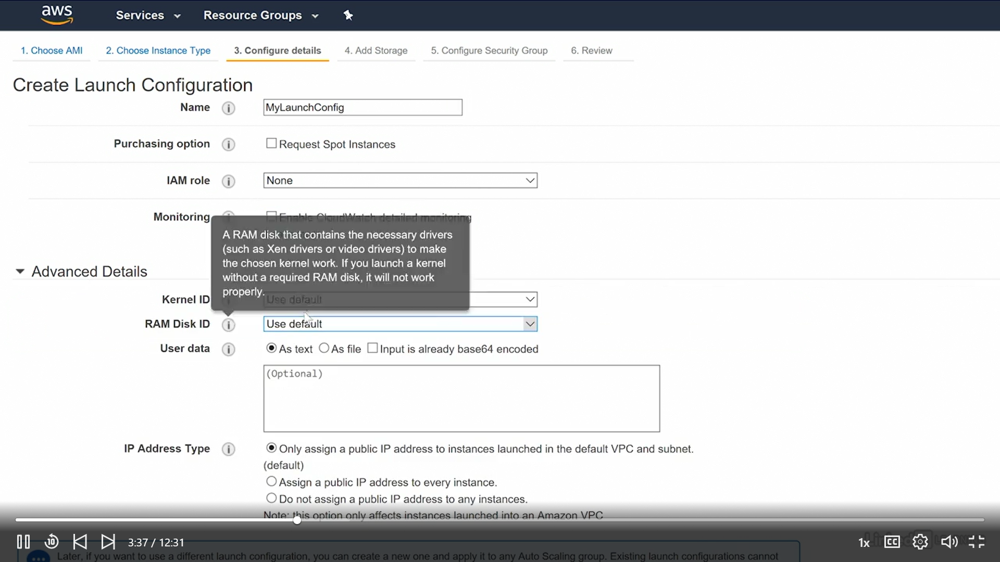 aws
Services
Resource Groups
1. Choose AMI
2. Choose Instance Type
3. Configure details
4. Add Storage
5. Configure Security Group
6. Review
Create Launch Configuration
Name
i
MyLaunchConfig
Purchasing option
i
Request Spot Instances
IAM role
i
None
Monitoring
Enable CloudWatch detailed monitoring
A RAM disk that contains the necessary drivers
(such as Xen drivers or video drivers) to make
the chosen kernel work. If you launch a kernel
without a required RAM disk, it will not work
properly.
Advanced Details
Kernel ID
Use default
RAM Disk ID
i
Use default
User data
i
As text
As file
Input is already base64 encoded
(Optional)
IP Address Type
i
Only assign a public IP address to instances launched in the default VPC and subnet.
(default)
Assign a public IP address to every instance.
Do not assign a public IP address to any instances.
Note: this option only affects instances launched into an Amazon VPC
10
3:37 / 12:31
1x
CC
Later, if you want to use a different launch configuration, you can create a new one and apply it to any Auto Scaling group. Existing launch configurations cannot